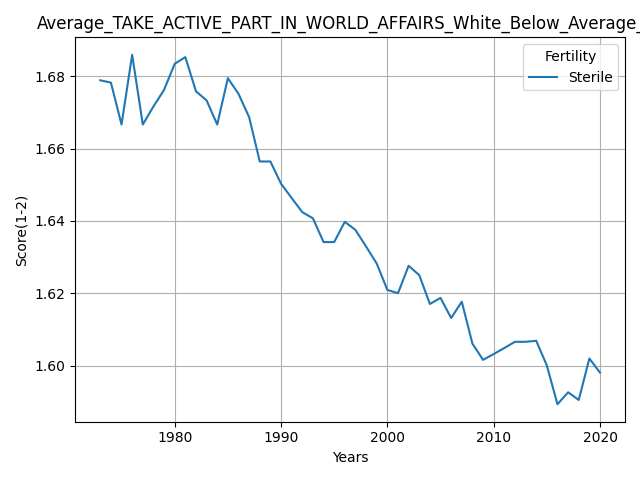 Average_TAKE_ACTIVE_PART_IN_WORLD_AFFAIRS_White_Below_Average_
Fertility
Sterile
1.68
1.66
1.64
1.62
1.60
Score(1-2)
1980 1990 2000 2010 2020
Years